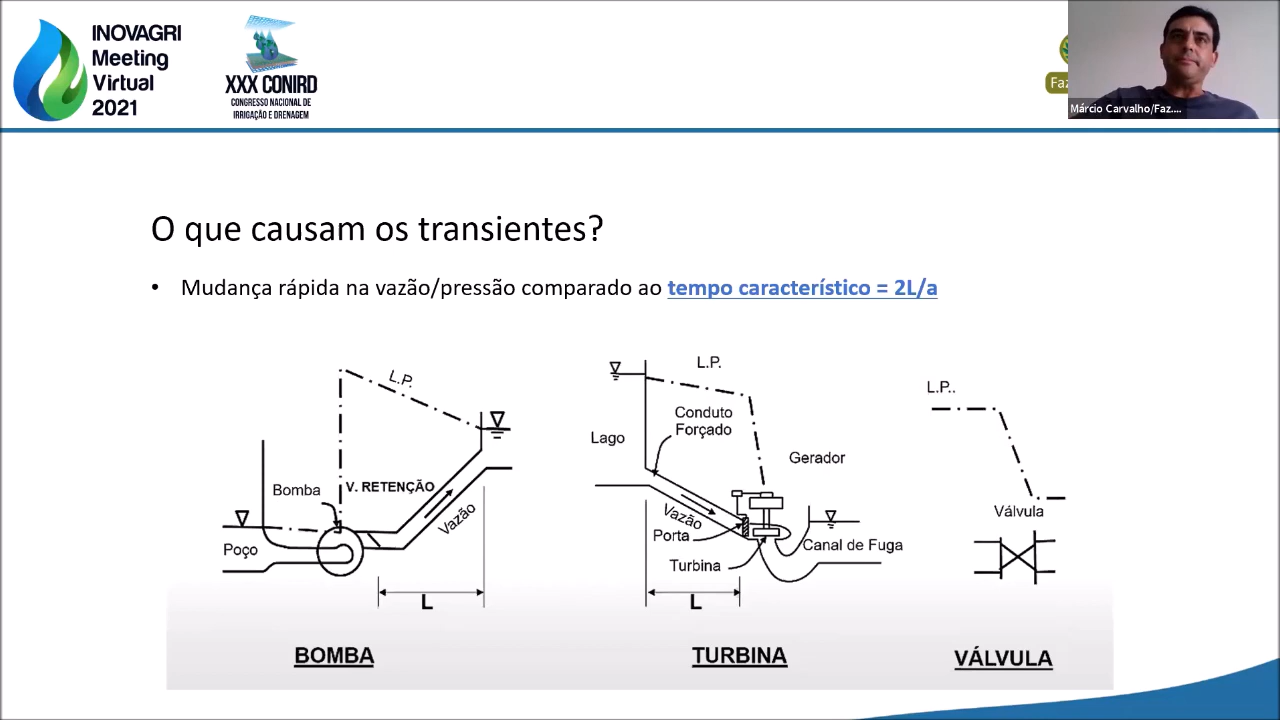 INOVAGRI
Meeting
Virtual
2021
XXX CONIRD
CONGRESSO NACIONAL DE
IRRIGAÇÃO E DRENAGEM
Faz
Márcio Carvalho/Faz....
O que causam os transientes?
• Mudança rápida na vazão/pressão comparado ao tempo característico = 2L/a
L.P.
Bomba
V. RETENÇÃO
Vazão
Poço
L
BOMBA
L.P.
Conduto
Forçado
Lago
Gerador
Vazão
Porta
Turbina
Canal de Fuga
L
TURBINA
L.P..
Válvula
VÁLVULA